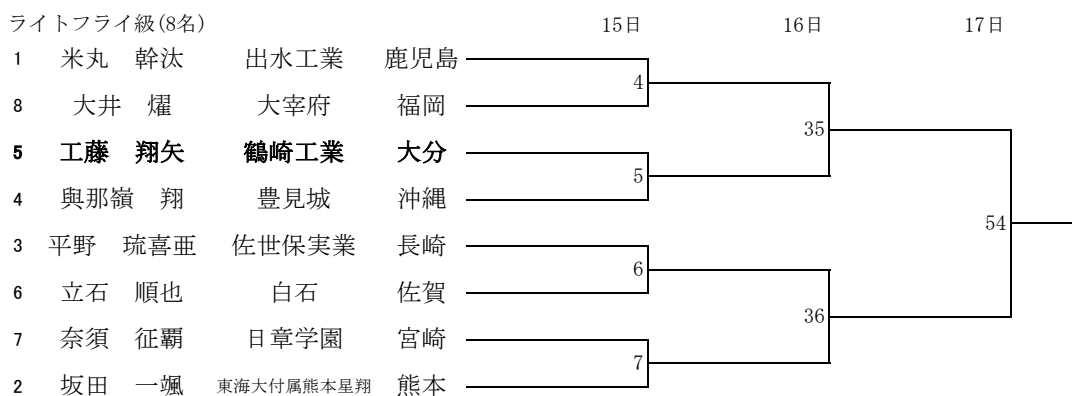 ライトフライ級(8名) 15日 16日 17日
1 米丸 幹汰 出水工業 鹿児島
4
8 大井 燿 大宰府 福岡
35
5 工藤 翔矢 鶴崎工業 大分
5
4 與那嶺 翔 豊見城 沖縄
54
3 平野 琉喜亜 佐世保実業 長崎
6
6 立石 順也 白石 佐賀
36
7 奈須 征覇 日章学園 宮崎
7
2 坂田 一颯 東海大付属熊本星翔 熊本